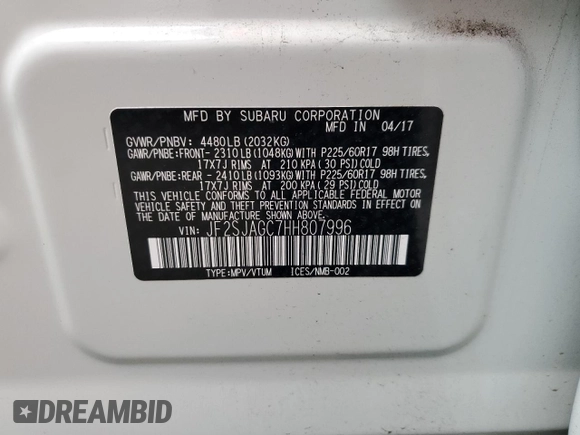 MFD BY SUBARU CORPORATION
MFD IN 04/17
GVWR/PNBV: 4480LB(2032KG)
GAWR/PNBE:FRONT- 2310LB(1048KG) WITH P225/60R17 98H TIRES,
17X7J RIMS AT 210 KPA(30 PSI)COLD
GAWR/PNBE:REAR - 2410LB(1093KG) WITH P225/60R17 98H TIRES,
17X7J RIMS AT 200 KPA(29 PSI)COLD
THIS VEHICLE CONFORMS TO ALL APPLICABLE FEDERAL MOTOR
VEHICLE SAFETY AND BUMPER STANDARDS IN EFFECT ON
THE DATE OF MANUFACTURE SHOWN ABOVE.
VIN: JF2SJAGC7HH807996
TYPE:MPV/VTUM ICES/NMB-002
DREAMBID